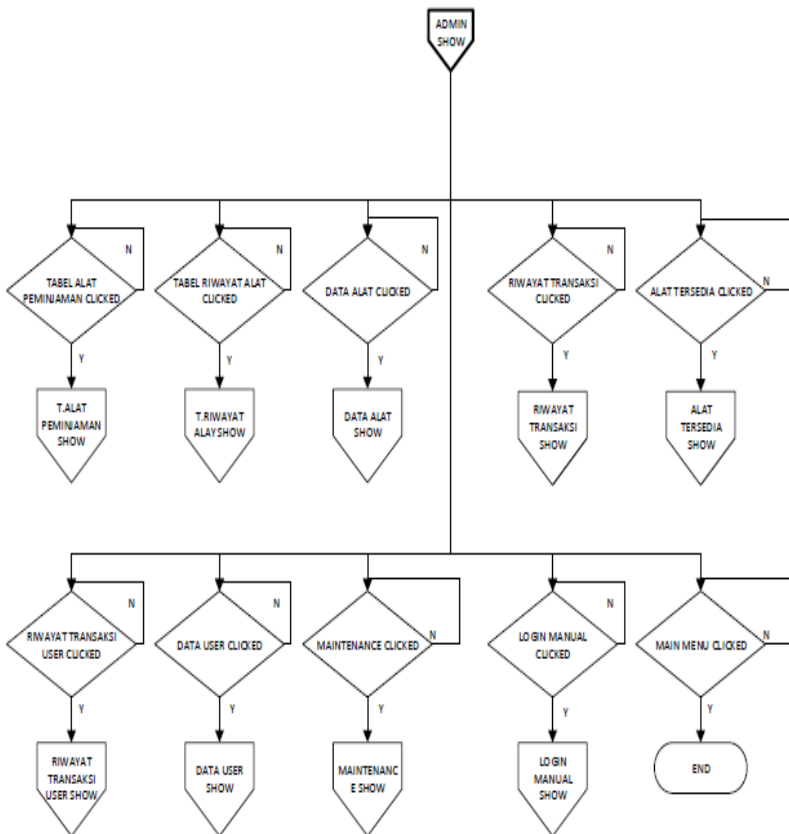 ADMIN
SHOW
N
N
N
N
TABEL ALAT
PEMINJAMAN CLICKED
TABEL RIWAYAT ALAT
CLICKED
DATA ALAT CLICKED
RIWAYAT TRANSAKSI
CLICKED
ALAT TERSEDIA CLICKED
N
Y
Y
Y
Y
Y
T.ALAT
PEMINJAMAN
SHOW
T.RIWAYAT
ALAY SHOW
DATA ALAT
SHOW
RIWAYAT
TRANSAKSI
SHOW
ALAT
TERSEDIA
SHOW
N
N
N
RIWAYAT TRANSAKSI
USER CLICKED
DATA USER CLICKED
MAINTENANCE CLICKED
N
LOGIN MANUAL
CLICKED
MAIN MENU CLICKED
N
Y
Y
Y
Y
Y
RIWAYAT
TRANSAKSI
USER SHOW
DATA USER
SHOW
MAINTENANC
E SHOW
LOGIN
MANUAL
SHOW
END